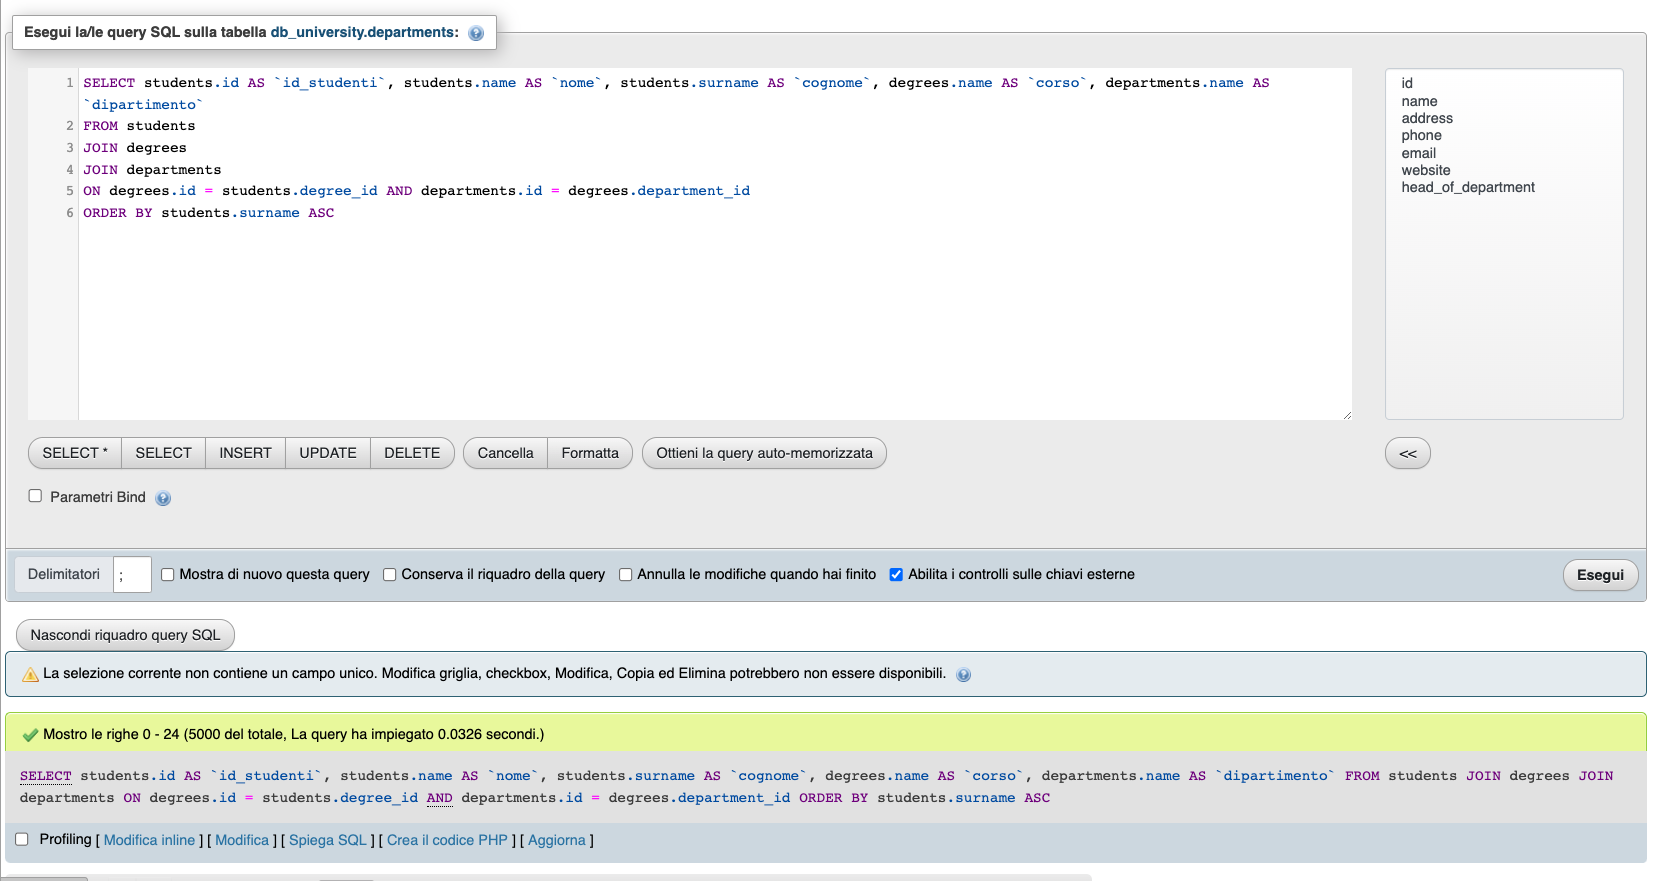 Esegui la/le query SQL sulla tabella db_university.departments:
1 SELECT students.id AS `id_studenti`, students.name AS `nome`, students.surname AS `cognome`, degrees.name AS `corso`, departments.name AS
`dipartimento`
2 FROM students
3 JOIN degrees
4 JOIN departments
5 ON degrees.id = students.degree_id AND departments.id = degrees.department_id
6 ORDER BY students.surname ASC
id
name
address
phone
email
website
head_of_department
SELECT * SELECT INSERT UPDATE DELETE Cancella Formatta Ottieni la query auto-memorizzata <<
Parametri Bind
Delimitatori ; Mostra di nuovo questa query Conserva il riquadro della query Annulla le modifiche quando hai finito Abilita i controlli sulle chiavi esterne Esegui
Nascondi riquadro query SQL
La selezione corrente non contiene un campo unico. Modifica griglia, checkbox, Modifica, Copia ed Elimina potrebbero non essere disponibili.
Mostro le righe 0 - 24 (5000 del totale, La query ha impiegato 0.0326 secondi.)
SELECT students.id AS `id_studenti`, students.name AS `nome`, students.surname AS `cognome`, degrees.name AS `corso`, departments.name AS `dipartimento` FROM students JOIN degrees JOIN
departments ON degrees.id = students.degree_id AND departments.id = degrees.department_id ORDER BY students.surname ASC
Profiling [ Modifica inline ] [ Modifica ] [ Spiega SQL ] [ Crea il codice PHP ] [ Aggiorna ]